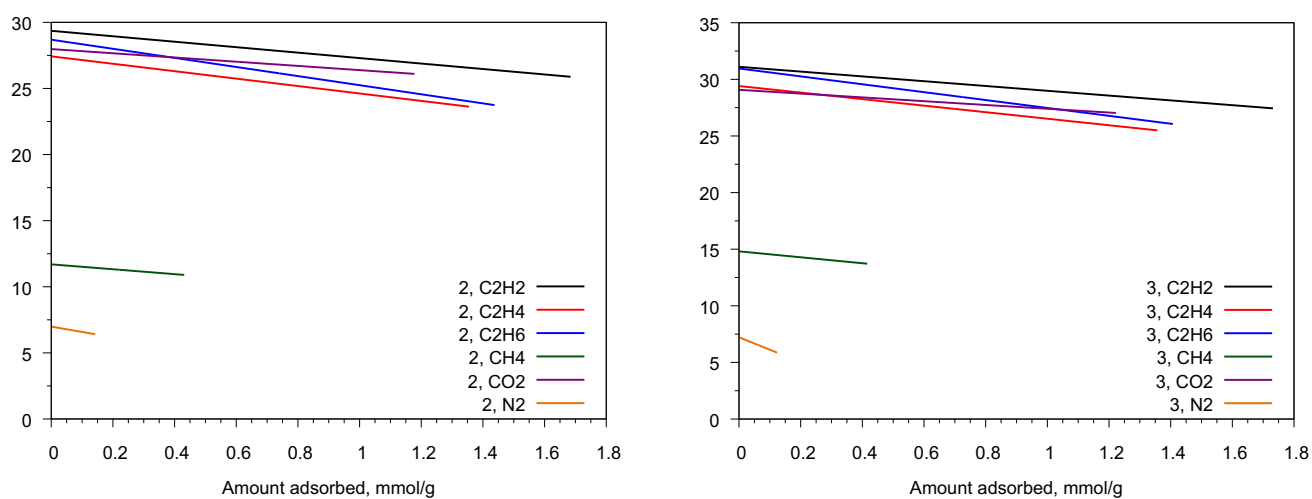 30
25
20
15
10
5
0
2, C2H2
2, C2H4
2, C2H6
2, CH4
2, CO2
2, N2
0 0.2 0.4 0.6 0.8 1 1.2 1.4 1.6 1.8
Amount adsorbed, mmol/g
35
30
25
20
15
10
5
0
3, C2H2
3, C2H4
3, C2H6
3, CH4
3, CO2
3, N2
0 0.2 0.4 0.6 0.8 1 1.2 1.4 1.6 1.8
Amount adsorbed, mmol/g